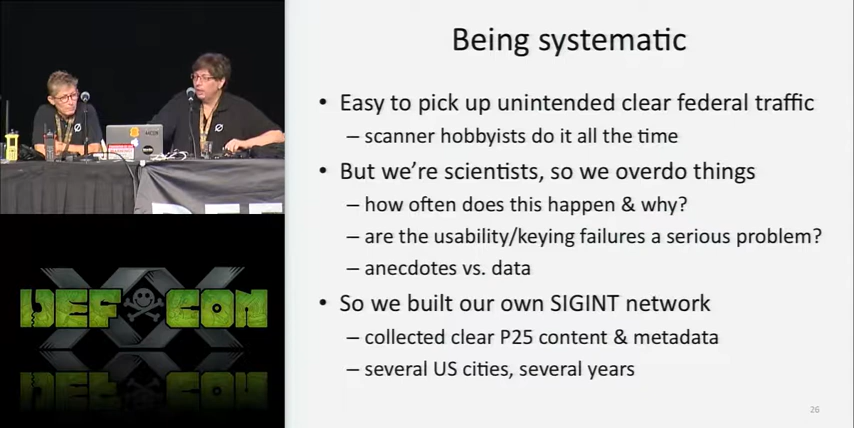 Being systematic
• Easy to pick up unintended clear federal traffic
– scanner hobbyists do it all the time
• But we're scientists, so we overdo things
– how often does this happen & why?
– are the usability/keying failures a serious problem?
– anecdotes vs. data
• So we built our own SIGINT network
– collected clear P25 content & metadata
– several US cities, several years
26
DEFCON
XX